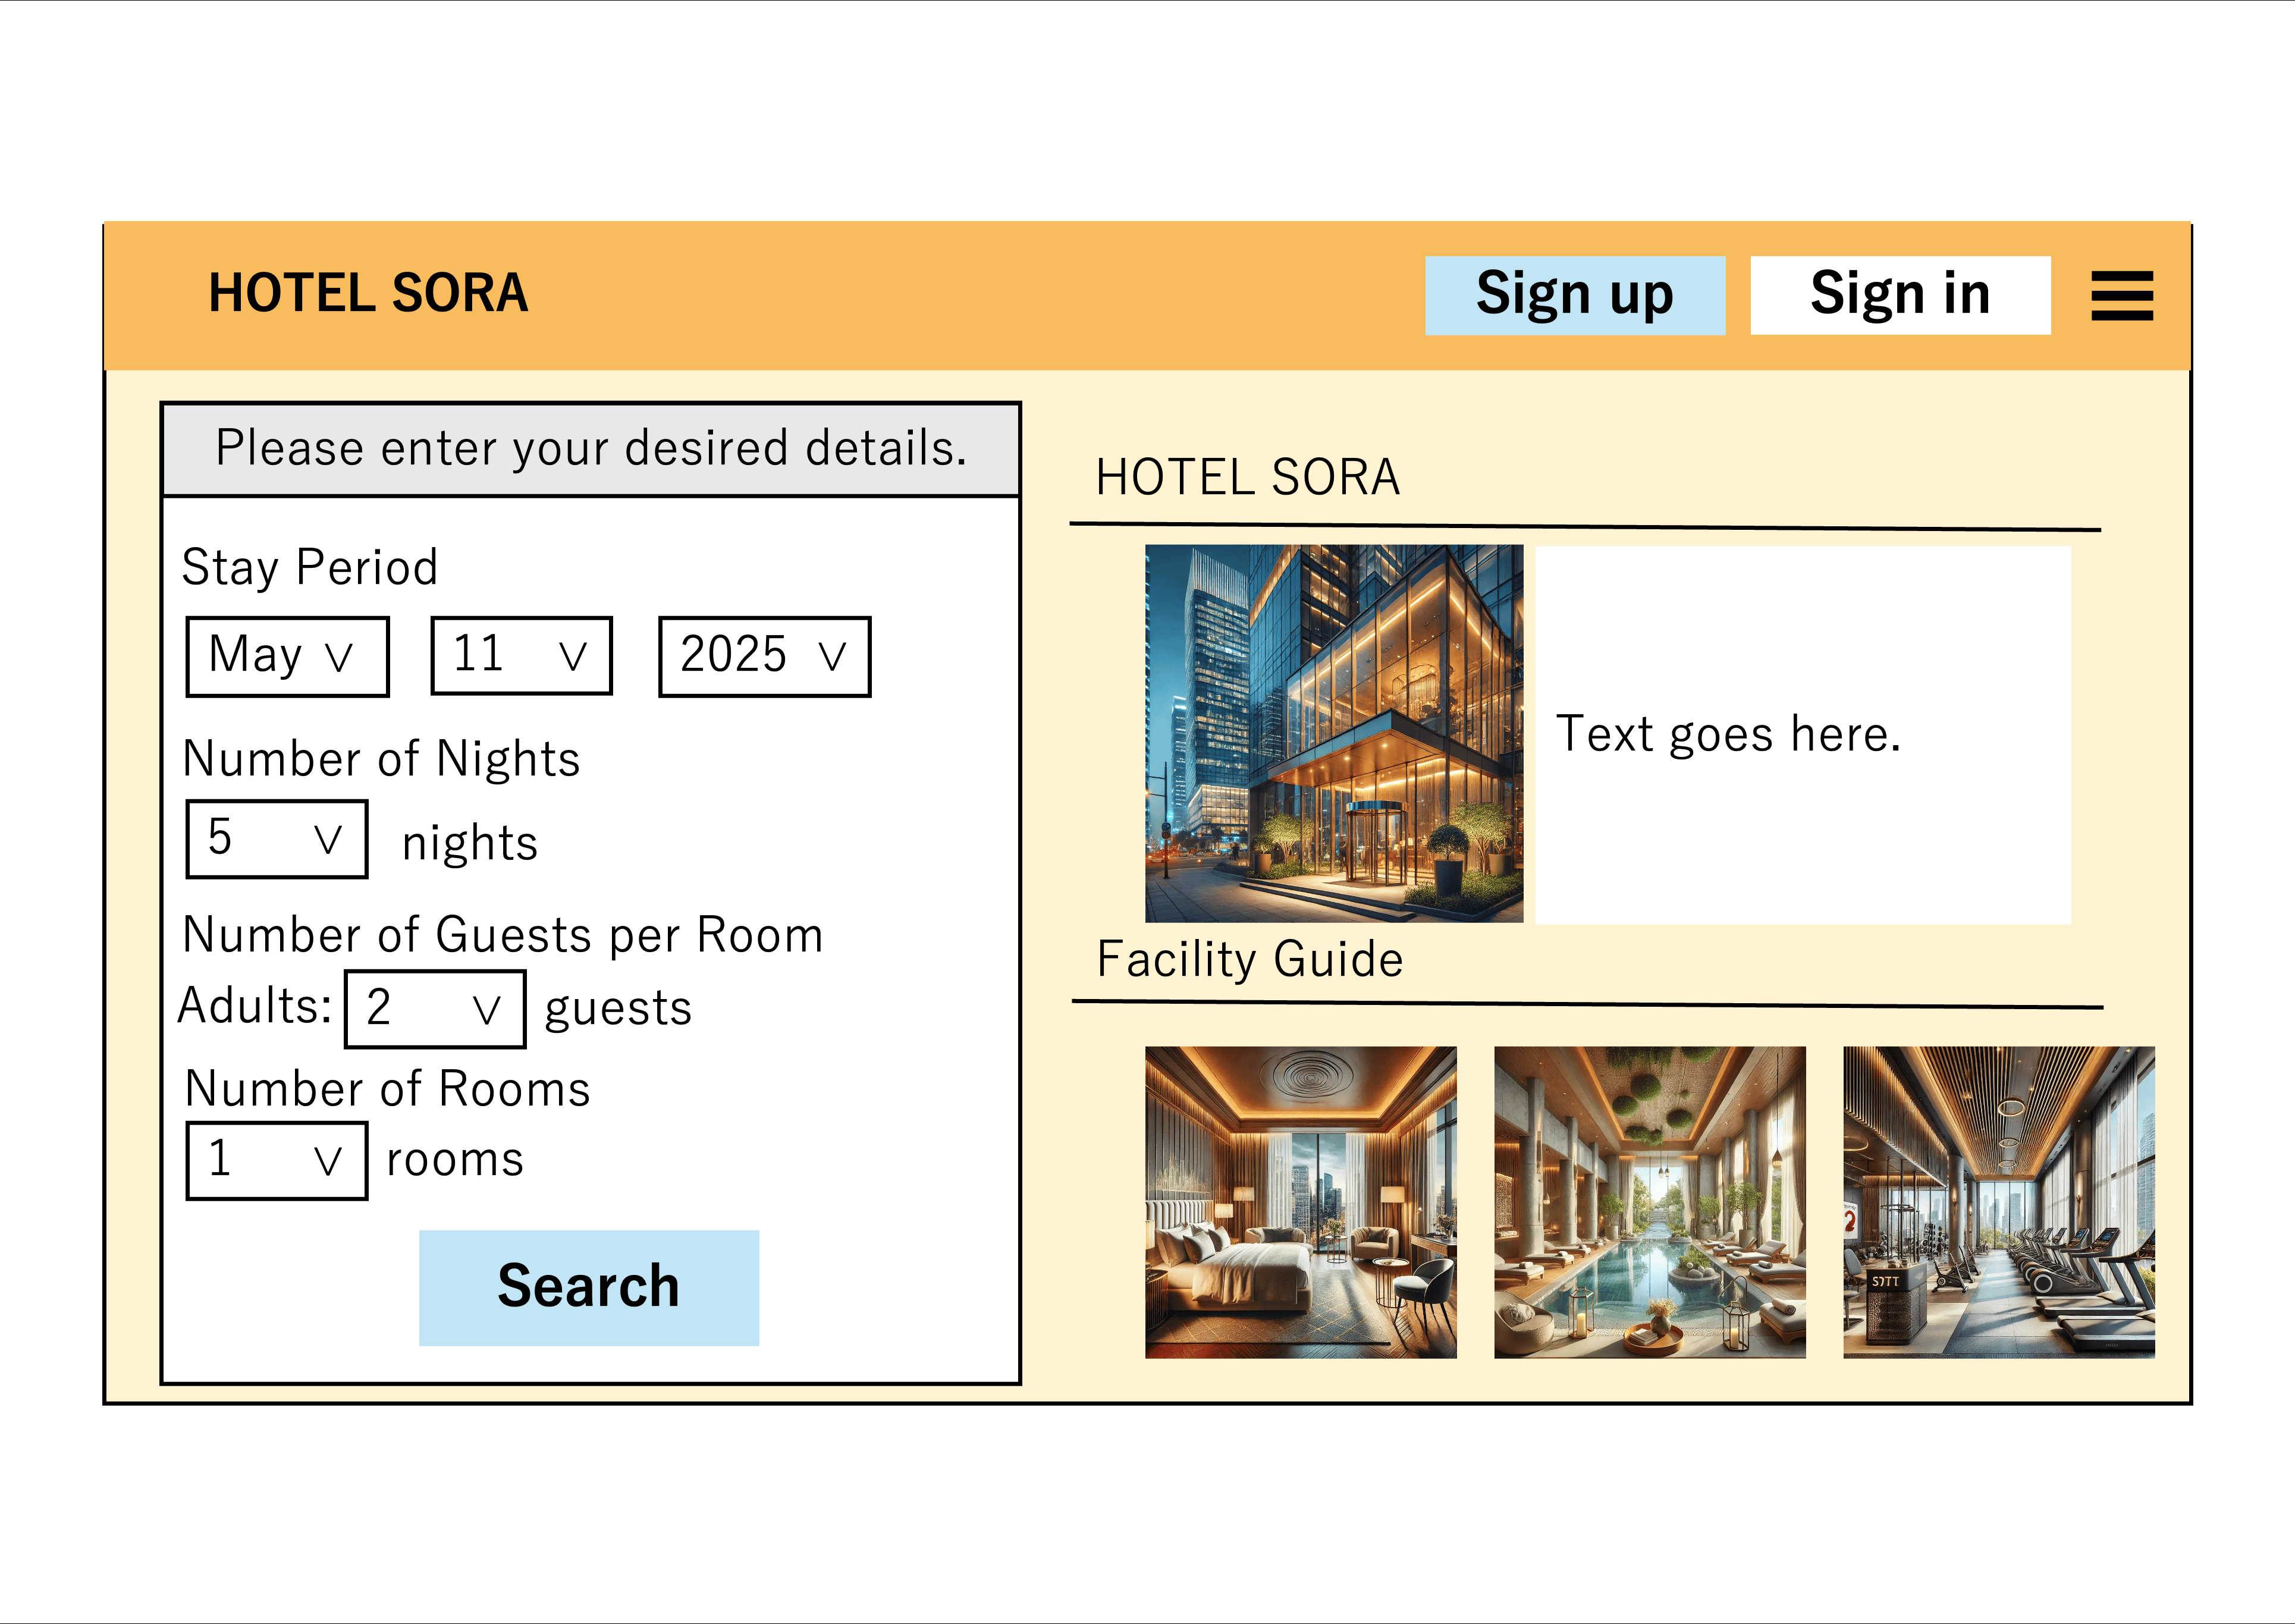 HOTEL SORA
Sign up
Sign in
Please enter your desired details.
Stay Period
May
11
2025
Number of Nights
5
nights
Number of Guests per Room
Adults:
2
guests
Number of Rooms
1
rooms
Search
HOTEL SORA
Text goes here.
Facility Guide